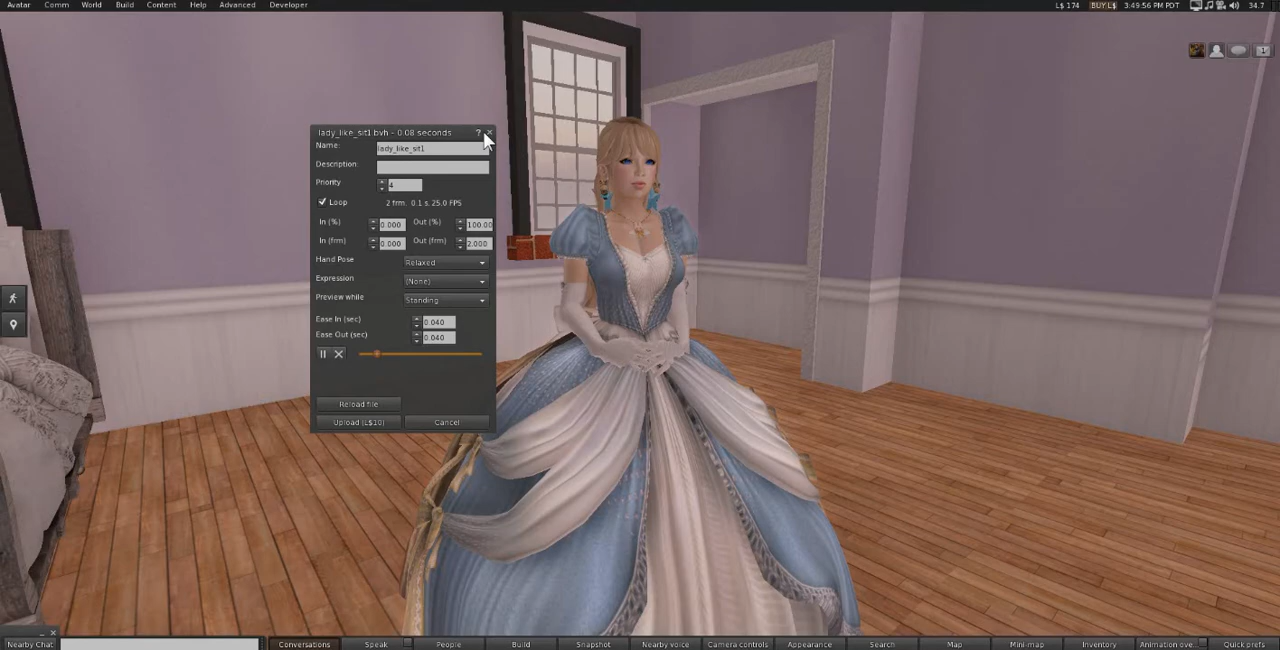 Avatar Comm World Build Content Help Advanced Developer L$ 174 BUY L$ 3:49:56 PM PDT 34.7
lady_like_sit1.bvh - 0.08 seconds ? ×
Name: lady_like_sit1
Description:
Priority 4
Loop 2 frm, 0.1 s, 25.0 FPS
In (%) 0.000 Out (%) 100.00
In (frm) 0.000 Out (frm) 2.000
Hand Pose Relaxed
Expression (None)
Preview while Standing
Ease In (sec) 0.040
Ease Out (sec) 0.040
Reload file
Upload (L$10) Cancel
Nearby Chat Conversations Speak People Build Snapshot Nearby voice Camera controls Appearance Search Map Mini-map Inventory Animation ove... Quick prefs